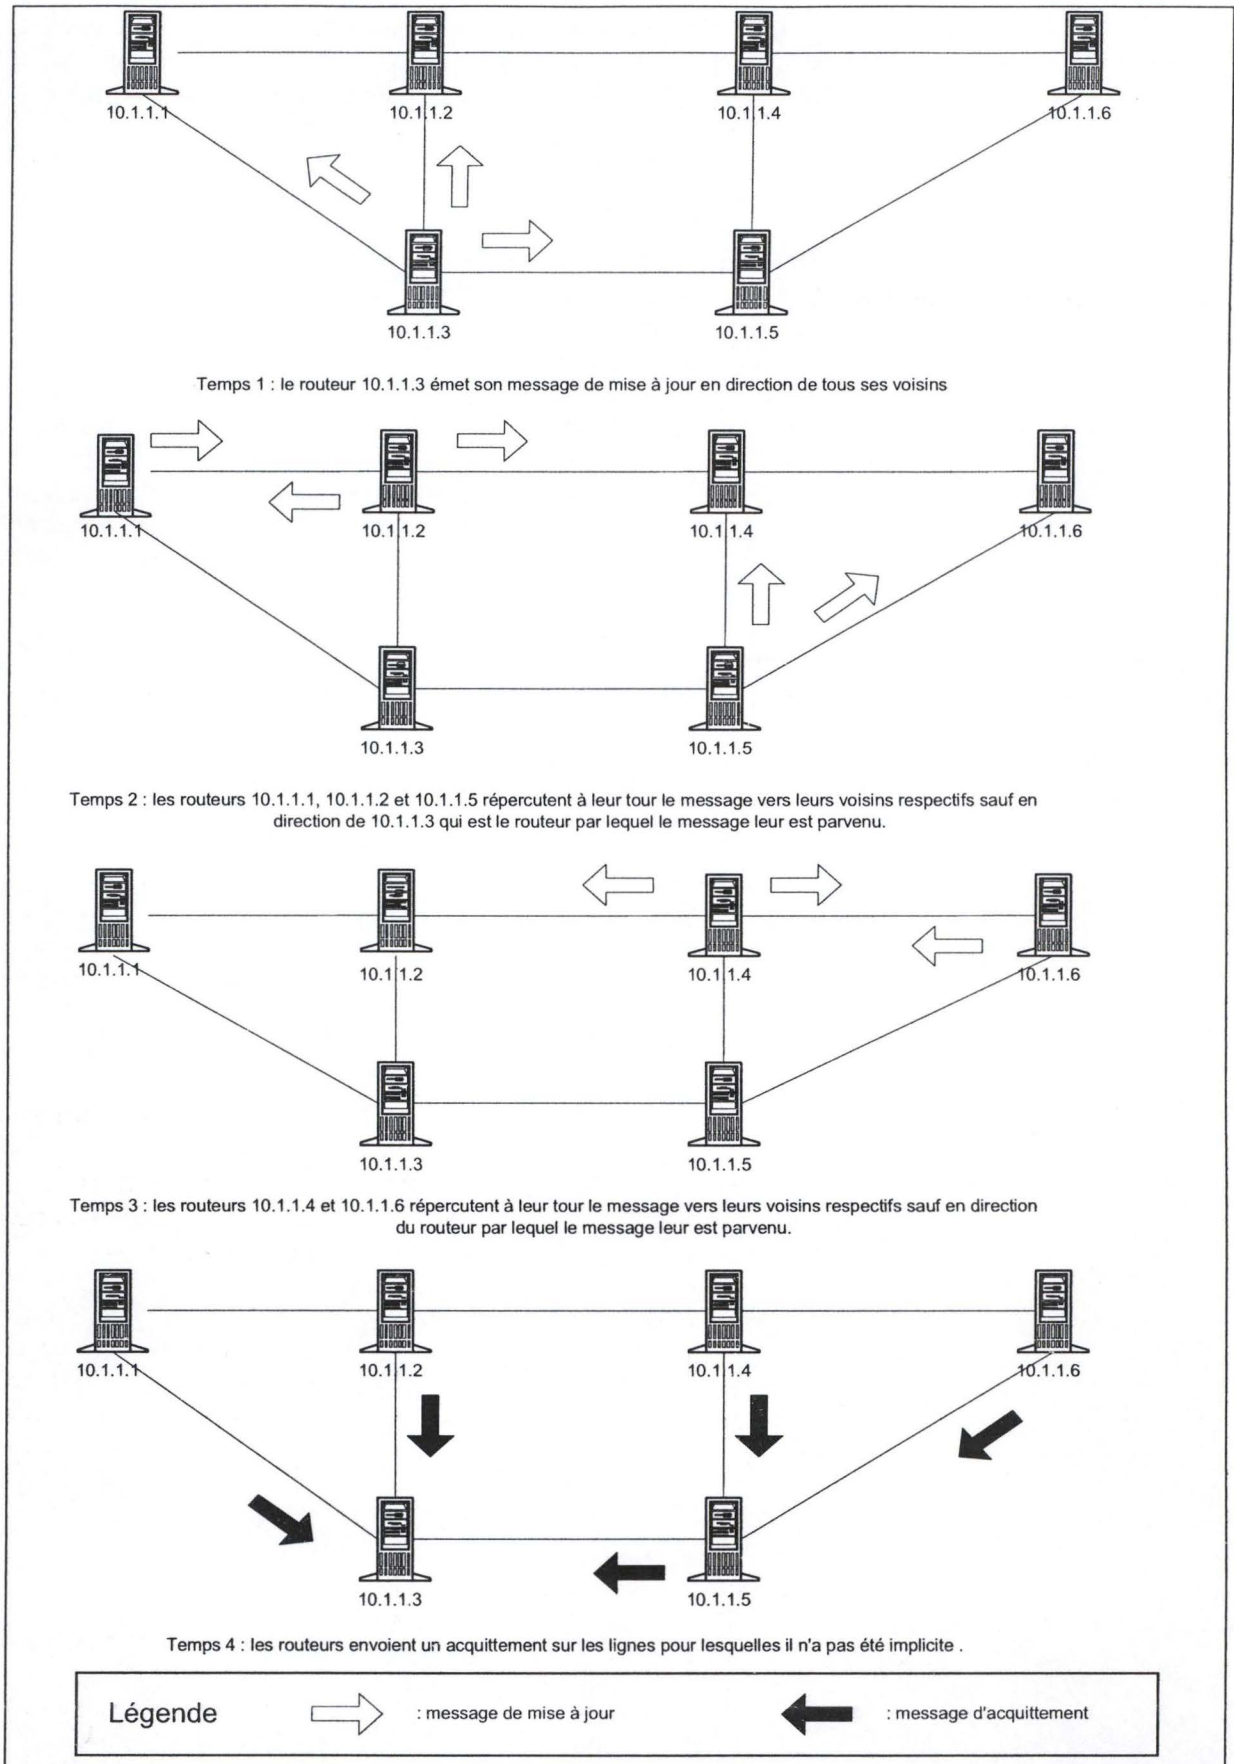 10.1.1.1
10.1.1.2
10.1.1.4
10.1.1.6
10.1.1.3
10.1.1.5
Temps 1 : le routeur 10.1.1.3 émet son message de mise à jour en direction de tous ses voisins
10.1.1.1
10.1.1.2
10.1.1.4
10.1.1.6
10.1.1.3
10.1.1.5
Temps 2 : les routeurs 10.1.1.1, 10.1.1.2 et 10.1.1.5 répercutent à leur tour le message vers leurs voisins respectifs sauf en
direction de 10.1.1.3 qui est le routeur par lequel le message leur est parvenu.
10.1.1.1
10.1.1.2
10.1.1.4
10.1.1.6
10.1.1.3
10.1.1.5
Temps 3 : les routeurs 10.1.1.4 et 10.1.1.6 répercutent à leur tour le message vers leurs voisins respectifs sauf en direction
du routeur par lequel le message leur est parvenu.
10.1.1.1
10.1.1.2
10.1.1.4
10.1.1.6
10.1.1.3
10.1.1.5
Temps 4 : les routeurs envoient un acquittement sur les lignes pour lesquelles il n'a pas été implicite .
Légende
: message de mise à jour
: message d'acquittement